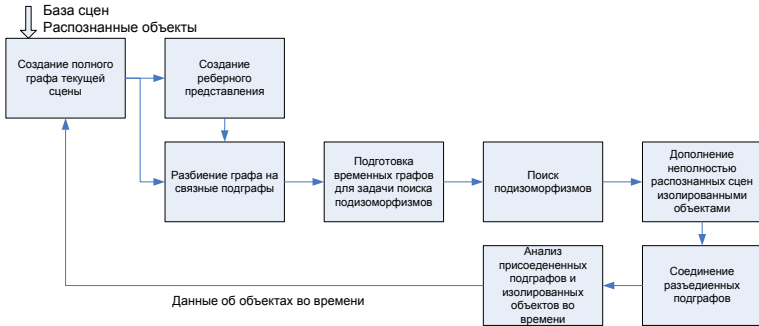 База сцен
Распознанные объекты
Создание полного
графа текущей
сцены
Создание
реберного
представления
Разбиение графа на
связные подграфы
Подготовка
временных графов
для задачи поиска
подизоморфизмов
Поиск
подизоморфизмов
Дополнение
неполностью
распознанных сцен
изолированными
объектами
Соединение
разъедиенных
подграфов
Анализ
присоедененных
подграфов и
изолированных
объектов во
времени
Данные об объектах во времени